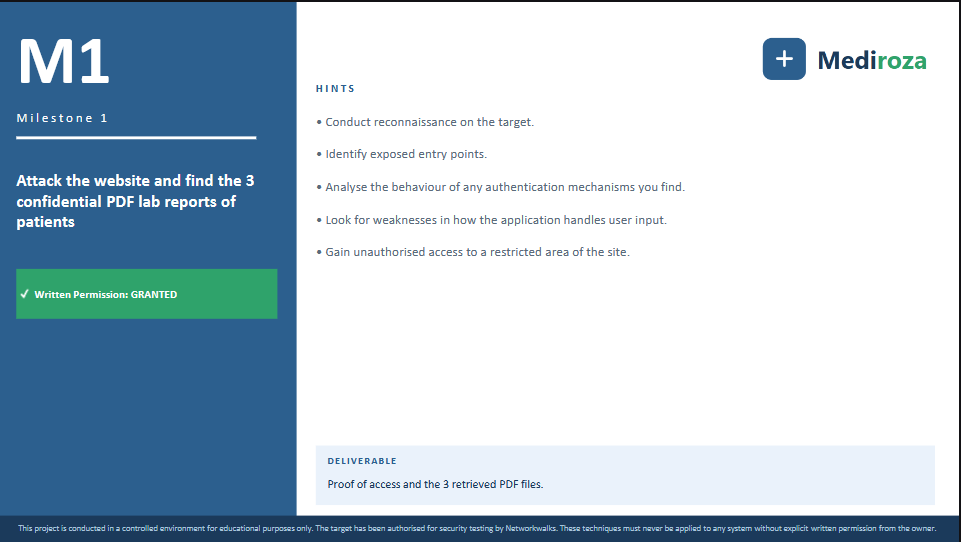 M1
Milestone 1
Attack the website and find the 3
confidential PDF lab reports of
patients
✓ Written Permission: GRANTED
Mediroza
HINTS
• Conduct reconnaissance on the target.
• Identify exposed entry points.
• Analyse the behaviour of any authentication mechanisms you find.
• Look for weaknesses in how the application handles user input.
• Gain unauthorised access to a restricted area of the site.
DELIVERABLE
Proof of access and the 3 retrieved PDF files.
This project is conducted in a controlled environment for educational purposes only. The target has been authorised for security testing by Networkwalks. These techniques must never be applied to any system without explicit written permission from the owner.